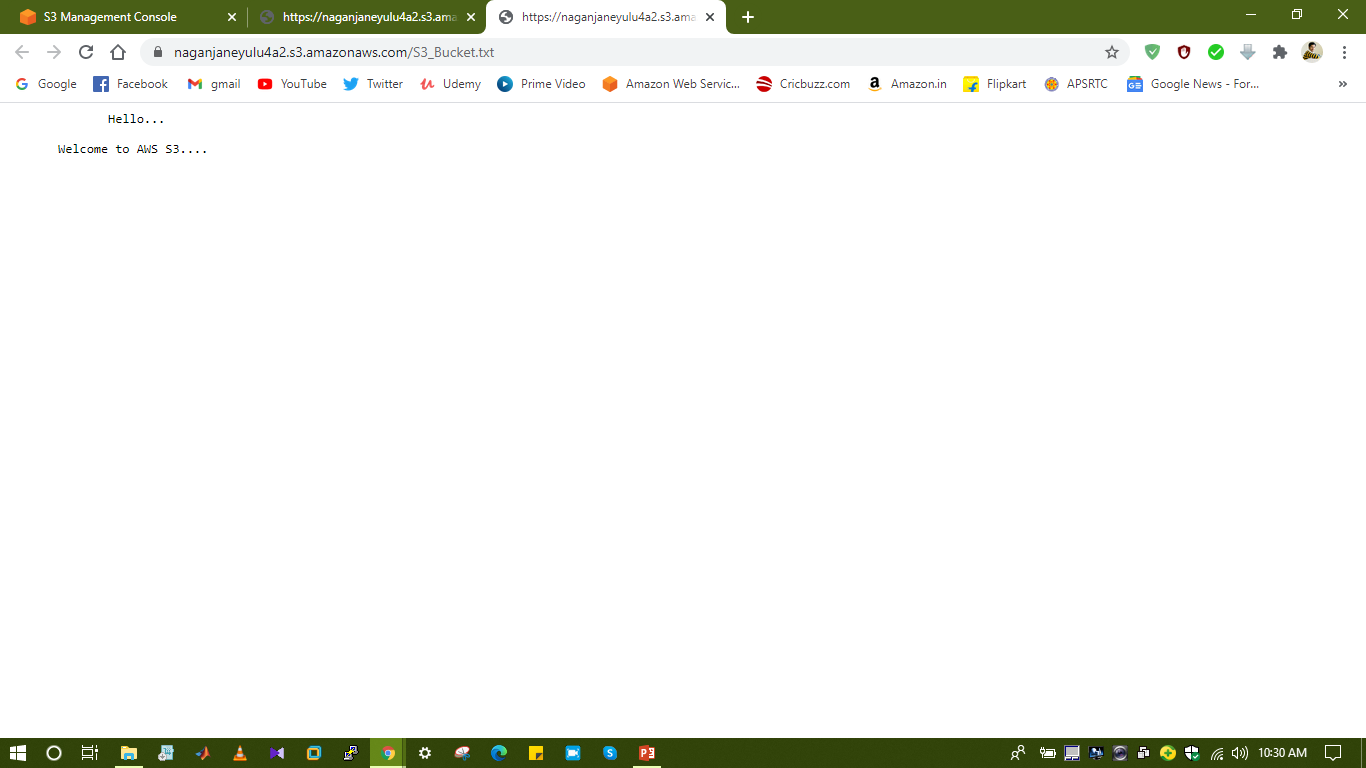 S3 Management Console
https://naganjaneyulu4a2.s3.ama
https://naganjaneyulu4a2.s3.ama
naganjaneyulu4a2.s3.amazonaws.com/S3_Bucket.txt
Google Facebook gmail YouTube Twitter Udemy Prime Video Amazon Web Servic... Cricbuzz.com Amazon.in Flipkart APSRTC Google News - For... »
Hello...
Welcome to AWS S3....
10:30 AM